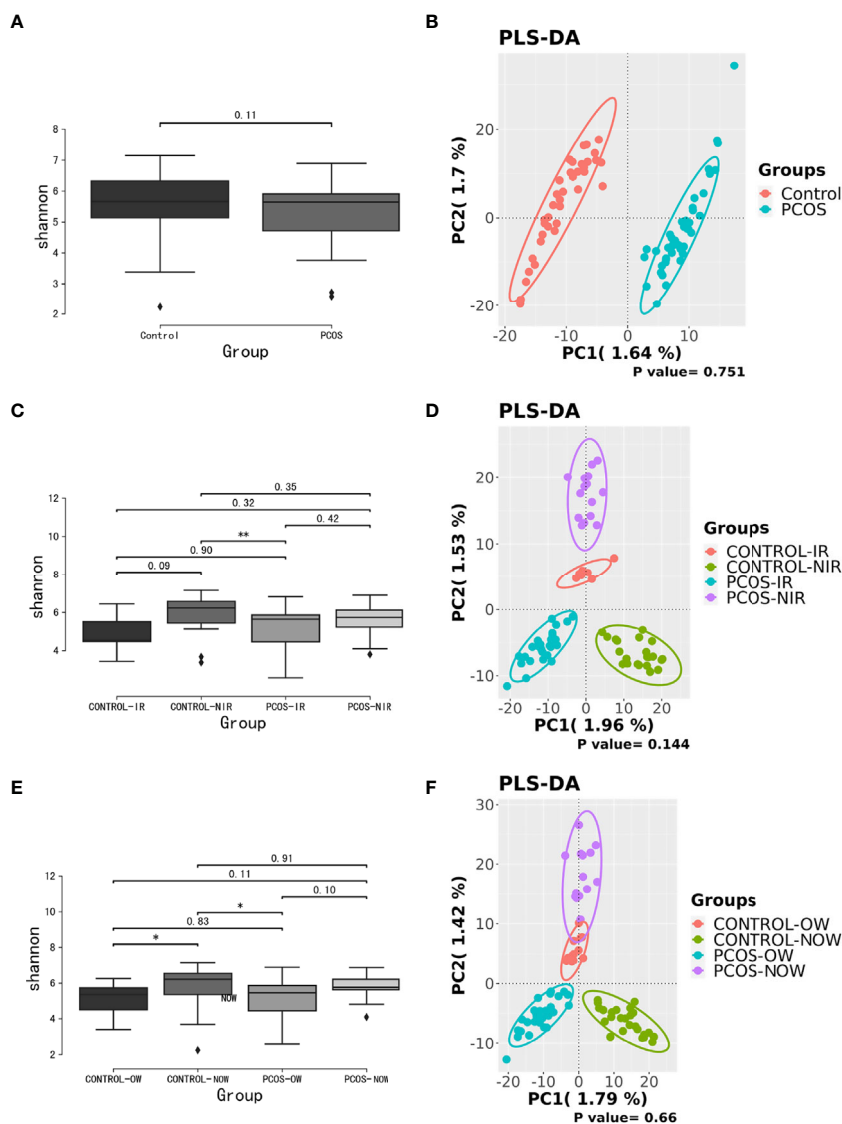 A
8
7
6
5
4
3
2
shannon
0. 11
Control
PCOS
Group
B
PLS-DA
20
0
-20
PC2( 1.7 %)
-20
-10
0
10
PC1( 1.64 %)
P value= 0.751
Groups
Control
PCOS
C
12
10
8
6
4
shannon
0. 35
0. 32
0. 42
**
0. 90
0. 09
CONTROL-IR
CONTROL-NIR
PCOS-IR
PCOS-NIR
Group
D
PLS-DA
20
10
0
-10
PC2( 1.53 %)
-20
-10
0
10
20
PC1( 1.96 %)
P value= 0.144
Groups
CONTROL-IR
CONTROL-NIR
PCOS-IR
PCOS-NIR
E
12
10
8
6
4
2
shannon
0. 91
0. 11
0. 10
*
0. 83
*
NOW
CONTROL-OW
CONTROL-NOW
PCOS-OW
PCOS-NOW
Group
F
PLS-DA
30
20
10
0
-10
PC2( 1.42 %)
-20
-10
0
10
20
PC1( 1.79 %)
P value= 0.66
Groups
CONTROL-OW
CONTROL-NOW
PCOS-OW
PCOS-NOW